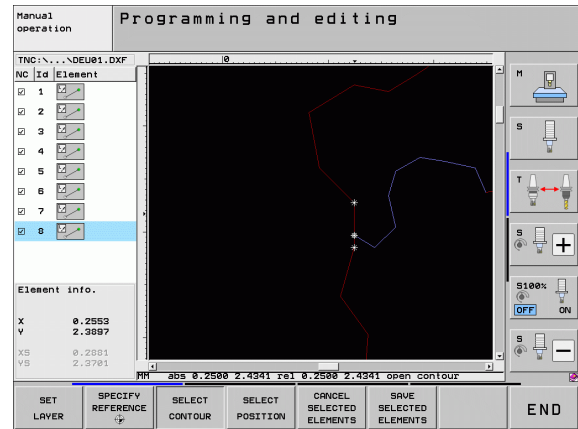 Manual
operation
Programming and editing
TNC:\...\DEU01.DXF
NC Id Element
1
2
3
4
5
6
7
8
0
Element info.
X 0.2553
Y 2.3897
XS 0.2881
YS 2.3701
MM abs 0.2500 2.4341 rel 0.2500 2.4341 open contour
M
S
T
S
+
S100%
OFF ON
S
-
SET
LAYER
SPECIFY
REFERENCE
SELECT
CONTOUR
SELECT
POSITION
CANCEL
SELECTED
ELEMENTS
SAVE
SELECTED
ELEMENTS
END